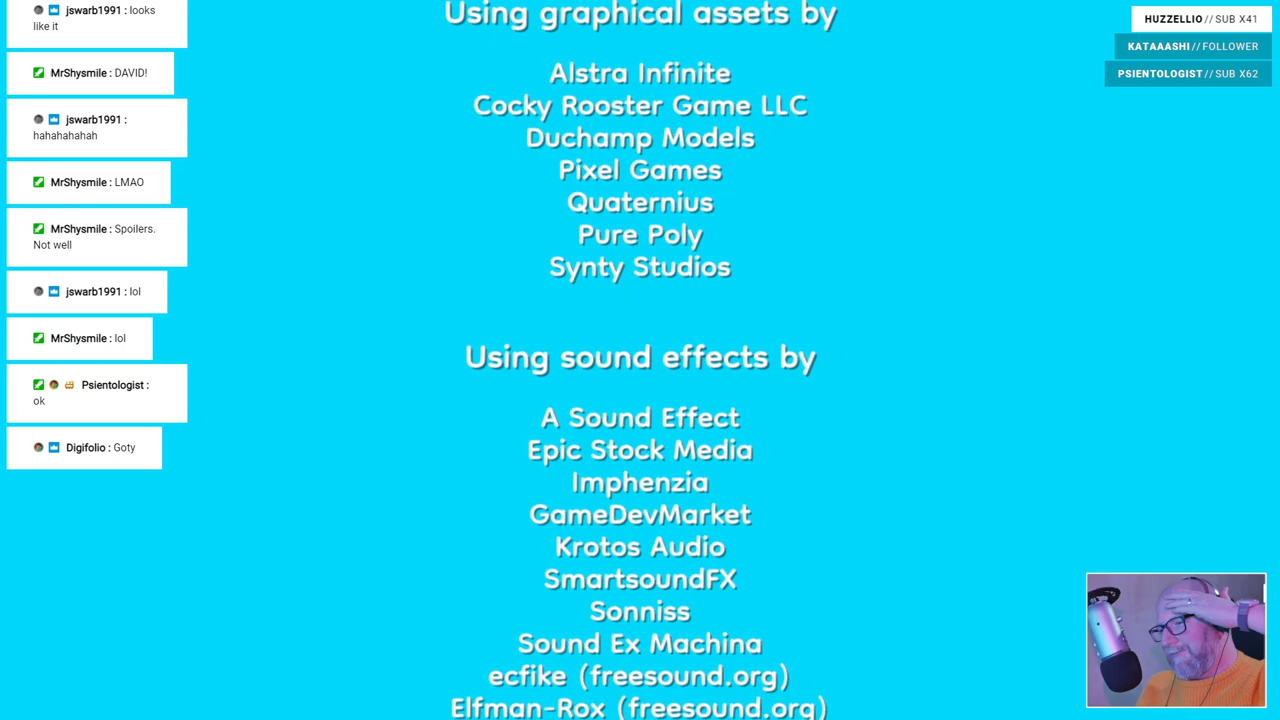 jswarb1991 : looks
like it
MrShysmile : DAVID!
jswarb1991 :
hahahahahah
MrShysmile : LMAO
MrShysmile : Spoilers.
Not well
jswarb1991 : lol
MrShysmile : lol
Psientologist :
ok
Digifolio : Goty
Using graphical assets by
Alstra Infinite
Cocky Rooster Game LLC
Duchamp Models
Pixel Games
Quaternius
Pure Poly
Synty Studios
Using sound effects by
A Sound Effect
Epic Stock Media
Imphenzia
GameDevMarket
Krotos Audio
SmartsoundFX
Sonniss
Sound Ex Machina
ecfike (freesound.org)
Elfman-Rox (freesound.org)
HUZZELLIO // SUB X41
KATAAASHI // FOLLOWER
PSIENTOLOGIST // SUB X62